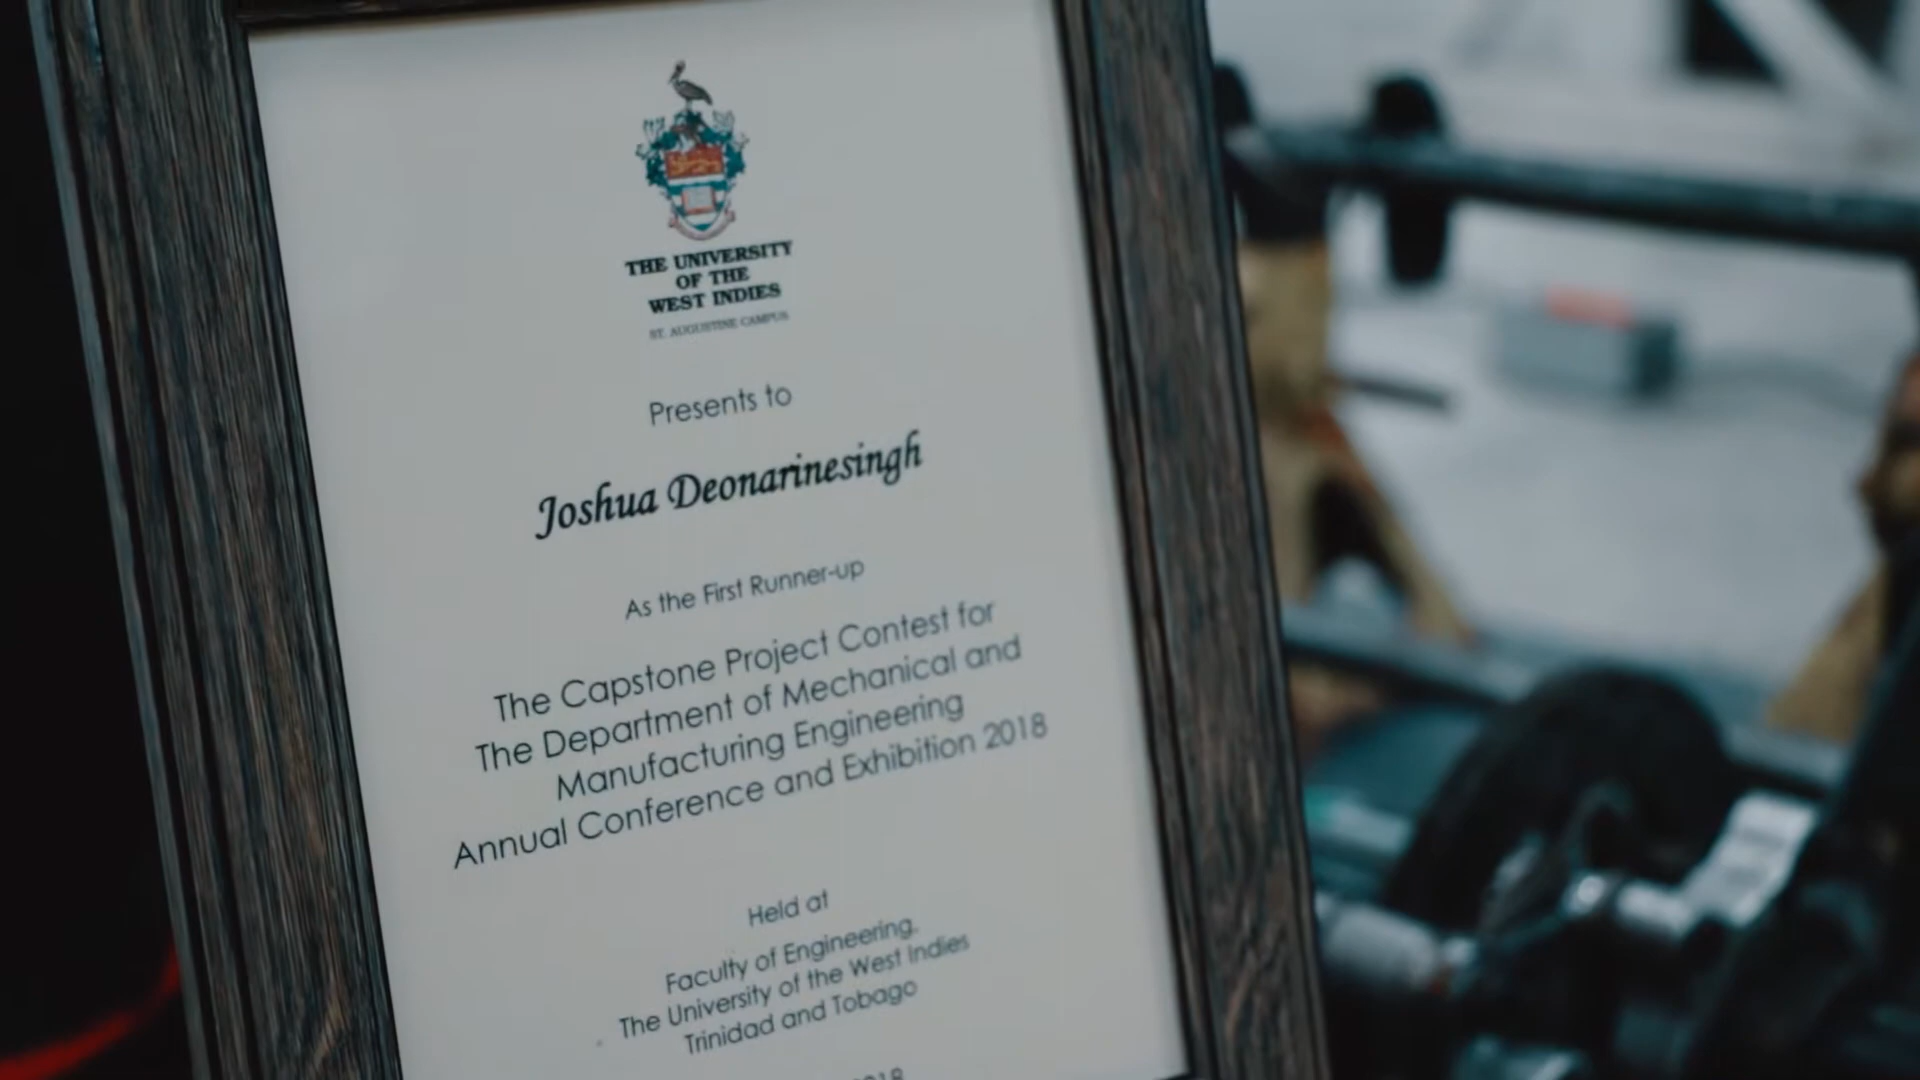 THE UNIVERSITY
OF THE
WEST INDIES
ST. AUGUSTINE CAMPUS
Presents to
Joshua Deonarinesingh
As the First Runner-up
The Capstone Project Contest for
The Department of Mechanical and
Manufacturing Engineering
Annual Conference and Exhibition 2018
Held at
Faculty of Engineering,
The University of the West Indies
Trinidad and Tobago